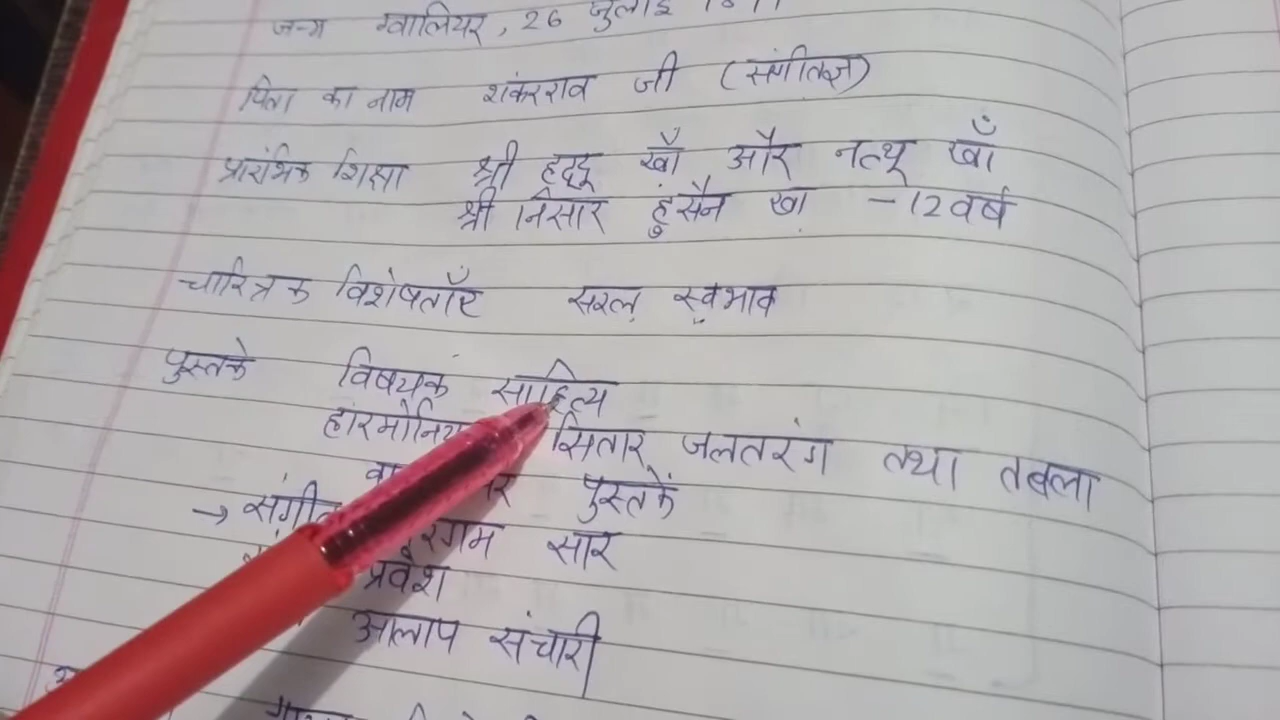 जन्म ग्वालियर, 26 जुलाई
पिता का नाम शंकरराव जी (संगीतज्ञ)
प्रारंभिक शिक्षा श्री हद्दू खाँ और नत्थू खाँ
श्री निसार हुंसैन खा - 12 वर्ष
चारित्रक विशेषताएँ सरल स्वभाव
पुस्तके विषयक साहित्य
सितार जलतरंग तथा तबला
पुस्तकें
→ सार
प्रवेश
आलाप संचारी